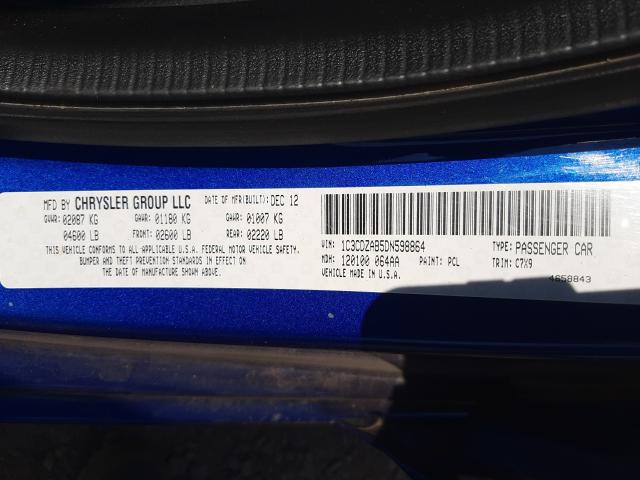 MFD BY CHRYSLER GROUP LLC DATE OF MFR(BUILT): DEC 12
GVWR: 02087 KG GAWR: 01180 KG GAWR: 01007 KG
04600 LB FRONT: 02600 LB REAR: 02220 LB
THIS VEHICLE CONFORMS TO ALL APPLICABLE U.S.A. FEDERAL MOTOR VEHICLE SAFETY,
BUMPER AND THEFT PREVENTION STANDARDS IN EFFECT ON
THE DATE OF MANUFACTURE SHOWN ABOVE.
VIN: 1C3CDZAB5DN598864 TYPE: PASSENGER CAR
MDH: 120100 064AA PAINT: PCL TRIM: C7X9
VEHICLE MADE IN U.S.A. 4658843